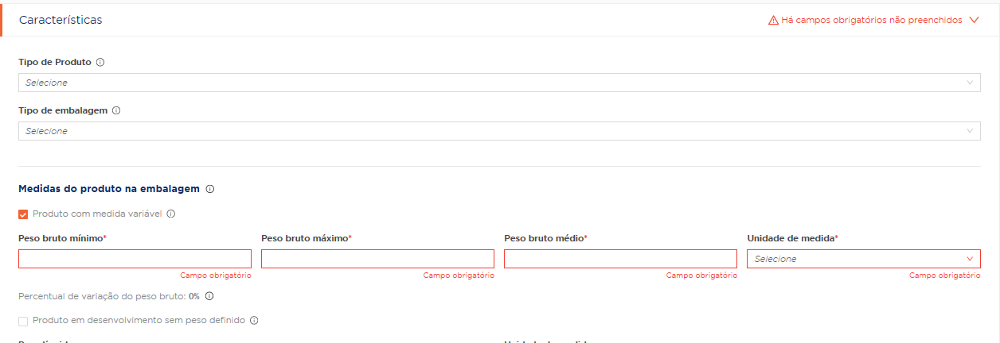 Características
Há campos obrigatórios não preenchidos
Tipo de Produto
Selecione
Tipo de embalagem
Selecione
Medidas do produto na embalagem
Produto com medida variável
Peso bruto mínimo* Peso bruto máximo* Peso bruto médio* Unidade de medida*
Selecione
Campo obrigatório Campo obrigatório Campo obrigatório Campo obrigatório
Percentual de variação do peso bruto: 0%
Produto em desenvolvimento sem peso definido